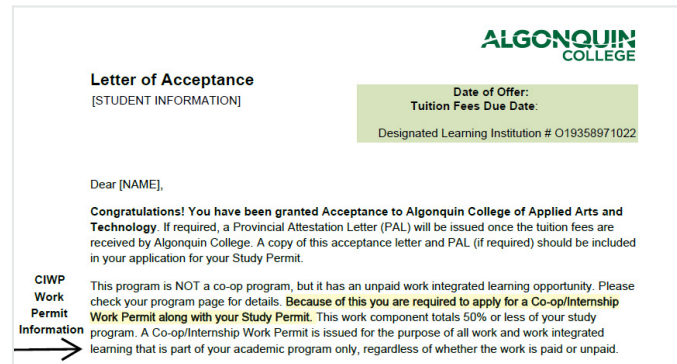 ALGONQUIN
COLLEGE
Letter of Acceptance
[STUDENT INFORMATION]
Date of Offer:
Tuition Fees Due Date:
Designated Learning Institution # O19358971022
Dear [NAME],
Congratulations! You have been granted Acceptance to Algonquin College of Applied Arts and
Technology. If required, a Provincial Attestation Letter (PAL) will be issued once the tuition fees are
received by Algonquin College. A copy of this acceptance letter and PAL (if required) should be included
in your application for your Study Permit.
CIWP
Work
Permit
Information
This program is NOT a co-op program, but it has an unpaid work integrated learning opportunity. Please
check your program page for details. Because of this you are required to apply for a Co-op/Internship
Work Permit along with your Study Permit. This work component totals 50% or less of your study
program. A Co-op/Internship Work Permit is issued for the purpose of all work and work integrated
learning that is part of your academic program only, regardless of whether the work is paid or unpaid.